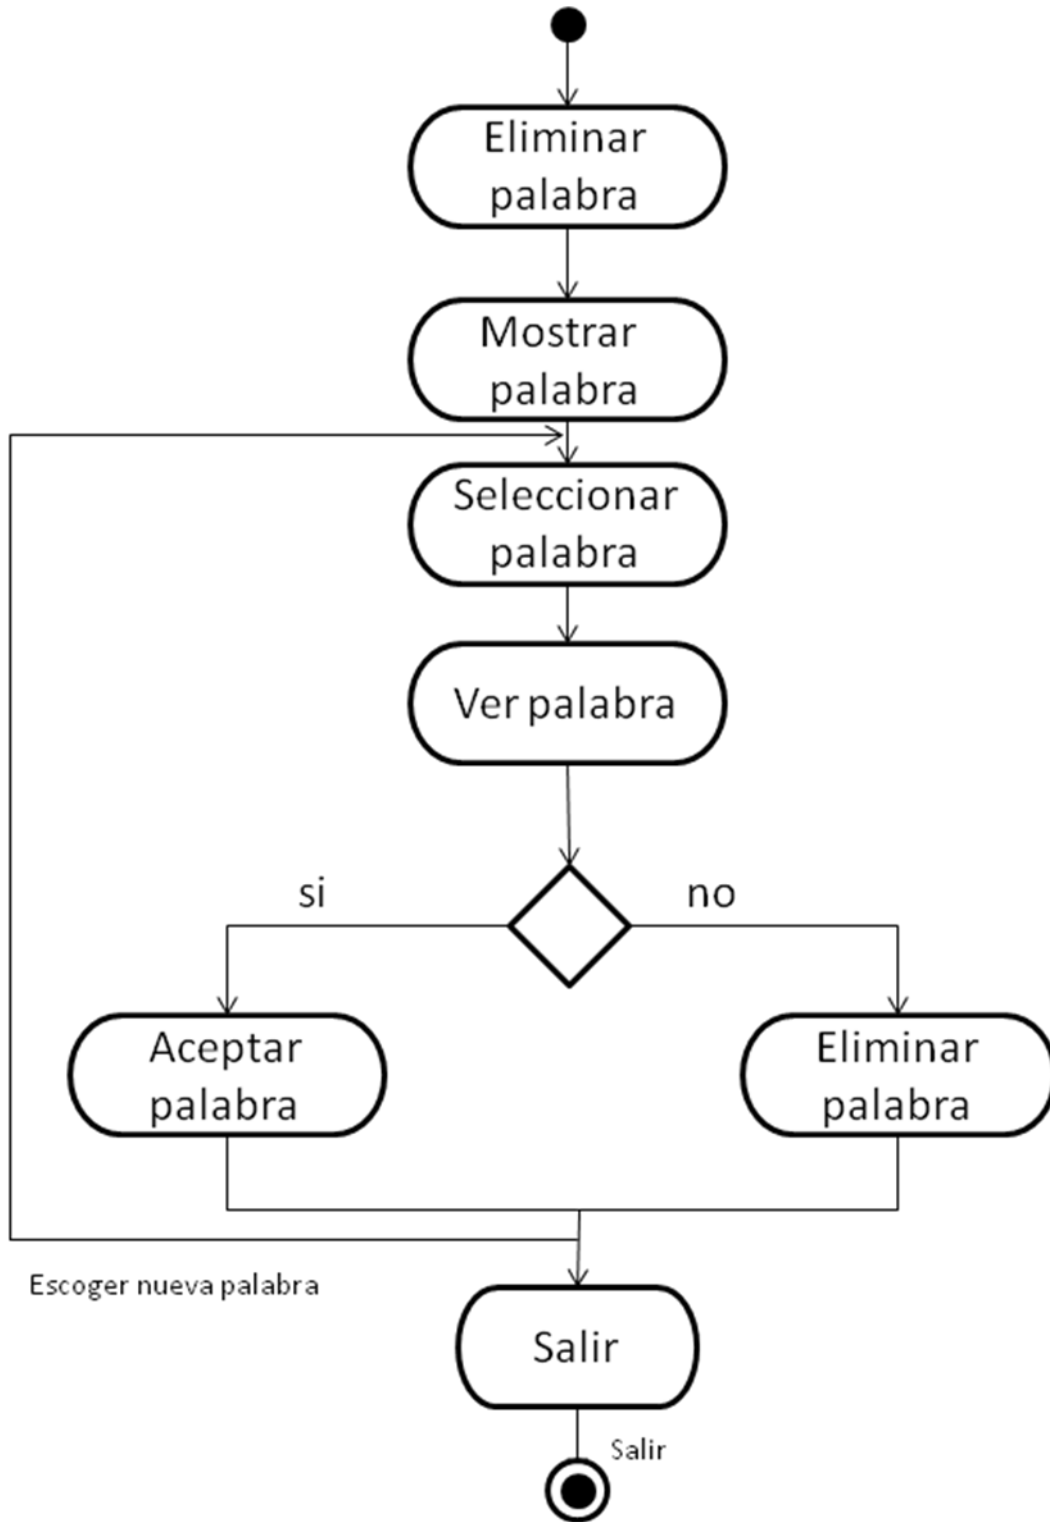 Eliminar
palabra
Mostrar
palabra
Seleccionar
palabra
Ver palabra
si
no
Aceptar
palabra
Eliminar
palabra
Escoger nueva palabra
Salir
Salir